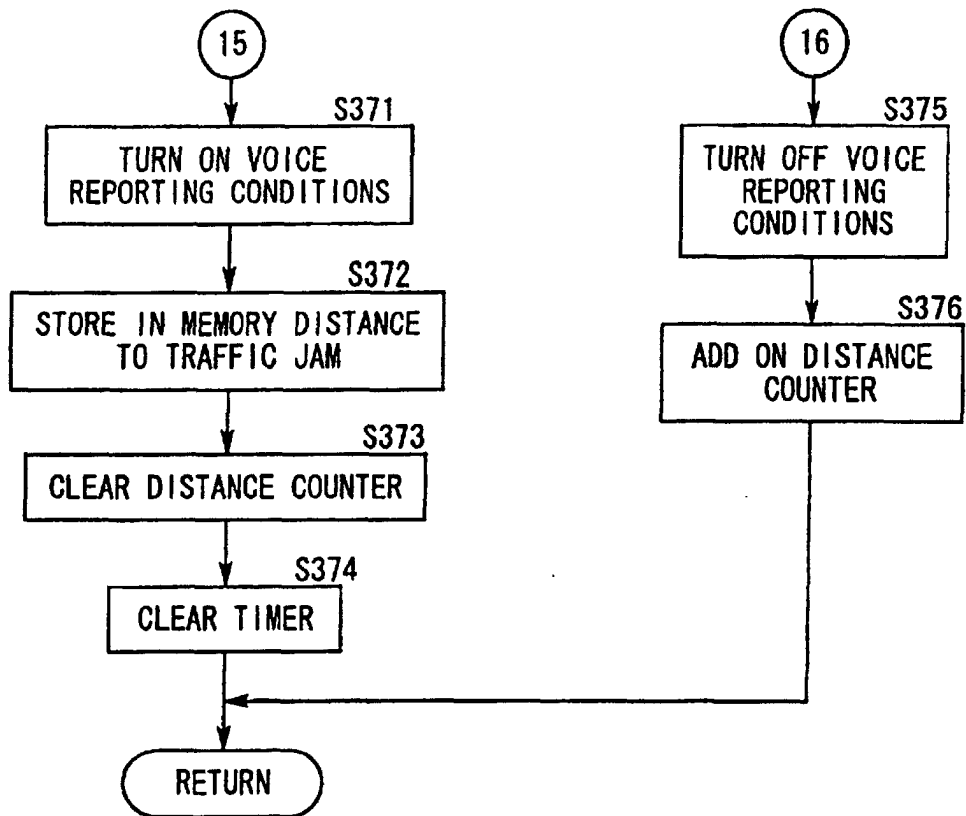 15
S371
TURN ON VOICE
REPORTING CONDITIONS
S372
STORE IN MEMORY DISTANCE
TO TRAFFIC JAM
S373
CLEAR DISTANCE COUNTER
S374
CLEAR TIMER
16
S375
TURN OFF VOICE
REPORTING
CONDITIONS
S376
ADD ON DISTANCE
COUNTER
RETURN